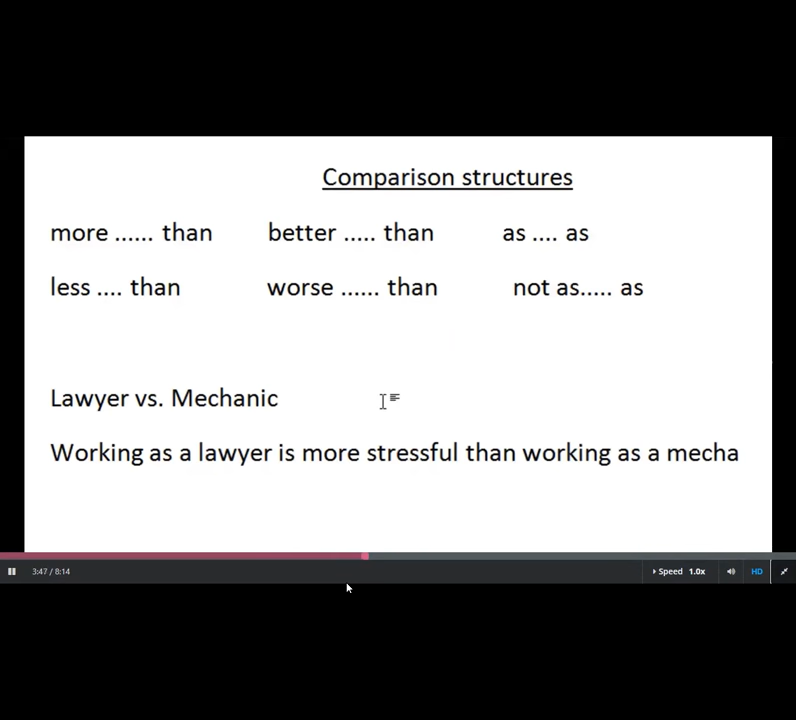 Comparison structures
more ...... than better ..... than as .... as
less .... than worse ...... than not as..... as
Lawyer vs. Mechanic
Working as a lawyer is more stressful than working as a mecha
3:47 / 8:14 Speed 1.0x HD